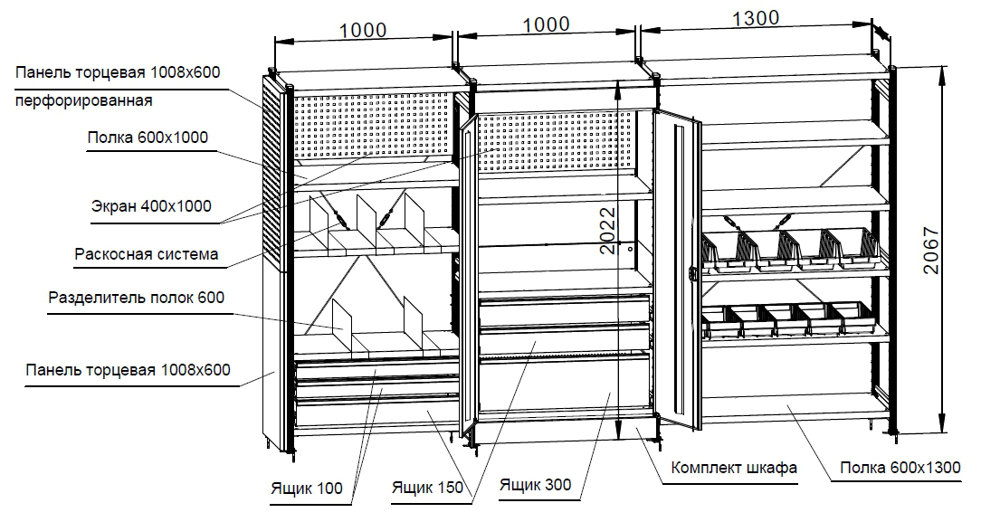 1000
1000
1300
Панель торцевая 1008х600
перфорированная
Полка 600х1000
Экран 400х1000
Раскосная система
Разделитель полок 600
Панель торцевая 1008х600
2022
2067
Ящик 100
Ящик 150
Ящик 300
Комплект шкафа
Полка 600х1300